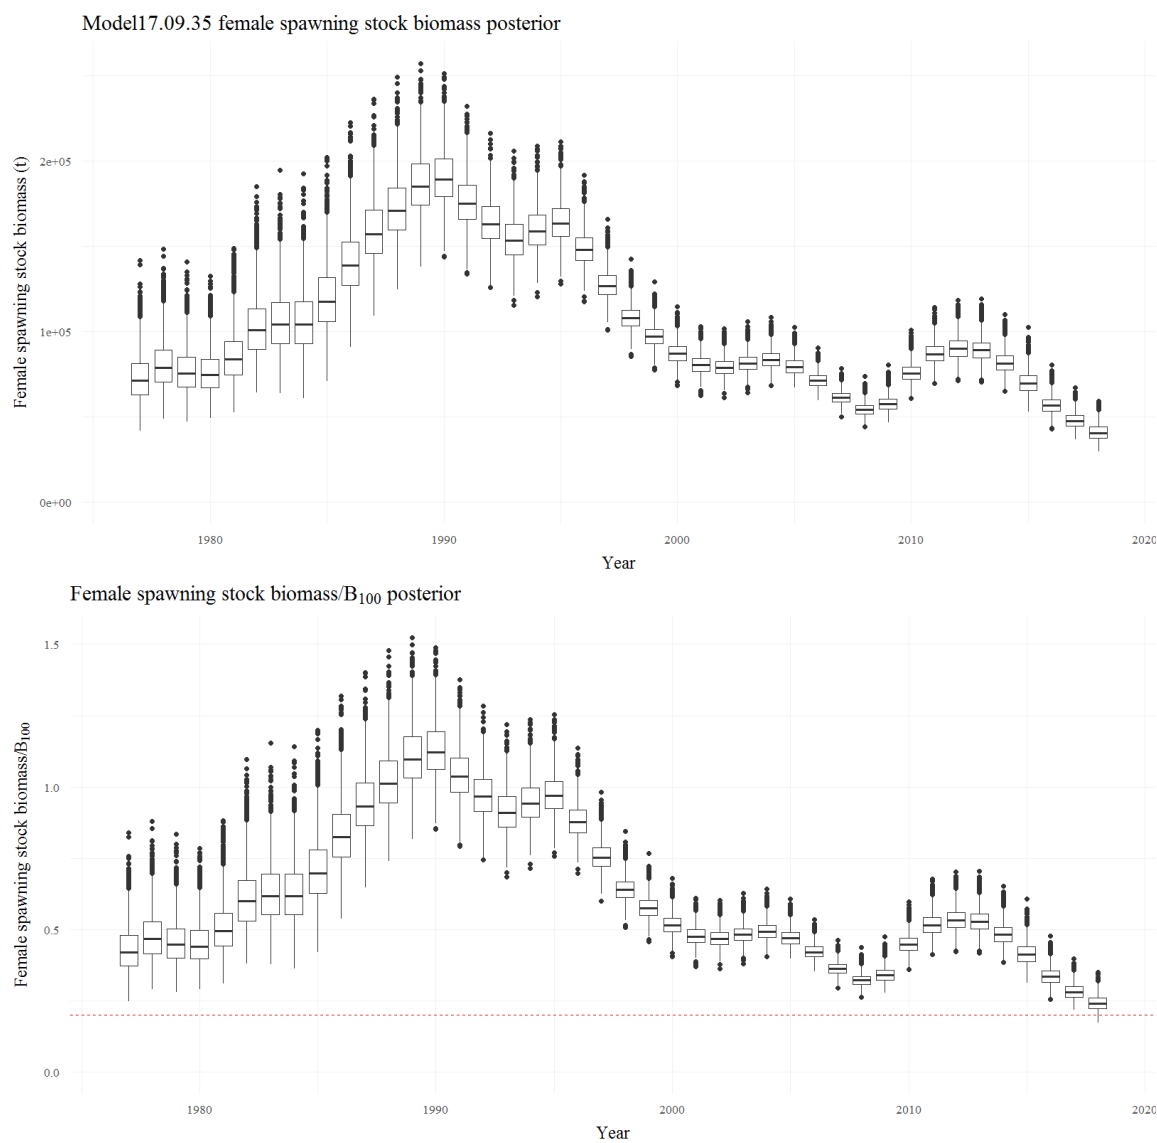 Model17.09.35 female spawning stock biomass posterior
Female spawning stock biomass (t)
2e+05
1e+05
0e+00
1980
1990
2000
2010
2020
Year
Female spawning stock biomass/B100 posterior
Female spawning stock biomass/B100
1.5
1.0
0.5
0.0
1980
1990
2000
2010
2020
Year